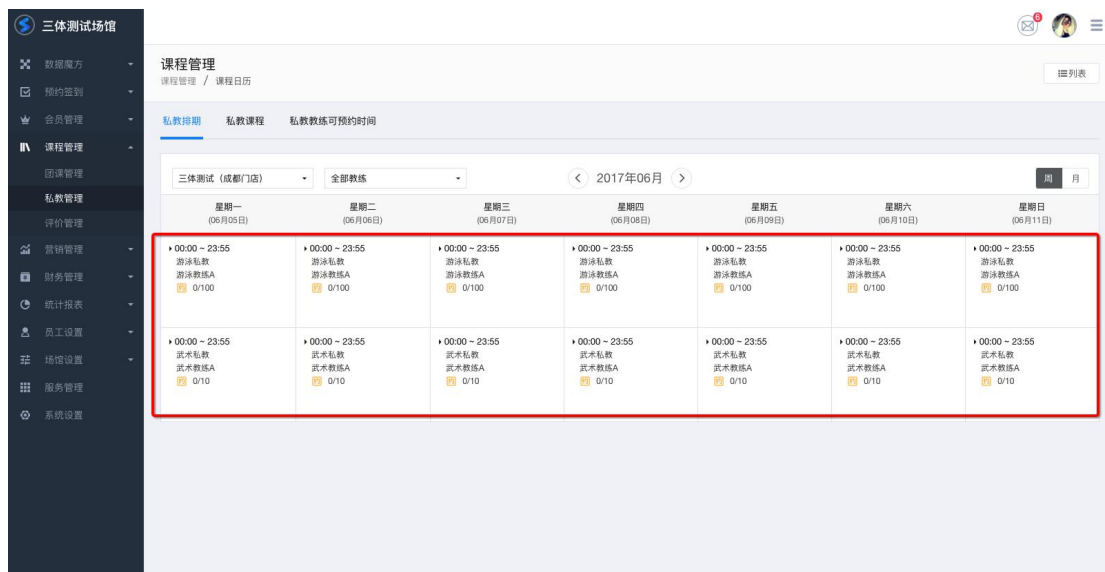 三体测试场馆
6
数据魔方
预约签到
会员管理
课程管理
团课管理
私教管理
评价管理
营销管理
财务管理
统计报表
员工设置
场馆设置
服务管理
系统设置
课程管理
课程管理 / 课程日历
列表
私教排期 私教课程 私教教练可预约时间
三体测试（成都门店） 全部教练 2017年06月 周 月
星期一 星期二 星期三 星期四 星期五 星期六 星期日
(06月05日) (06月06日) (06月07日) (06月08日) (06月09日) (06月10日) (06月11日)
00:00 ~ 23:55 00:00 ~ 23:55 00:00 ~ 23:55 00:00 ~ 23:55 00:00 ~ 23:55 00:00 ~ 23:55 00:00 ~ 23:55
游泳私教 游泳私教 游泳私教 游泳私教 游泳私教 游泳私教 游泳私教
游泳教练A 游泳教练A 游泳教练A 游泳教练A 游泳教练A 游泳教练A 游泳教练A
约 0/100 约 0/100 约 0/100 约 0/100 约 0/100 约 0/100 约 0/100
00:00 ~ 23:55 00:00 ~ 23:55 00:00 ~ 23:55 00:00 ~ 23:55 00:00 ~ 23:55 00:00 ~ 23:55 00:00 ~ 23:55
武术私教 武术私教 武术私教 武术私教 武术私教 武术私教 武术私教
武术教练A 武术教练A 武术教练A 武术教练A 武术教练A 武术教练A 武术教练A
约 0/10 约 0/10 约 0/10 约 0/10 约 0/10 约 0/10 约 0/10